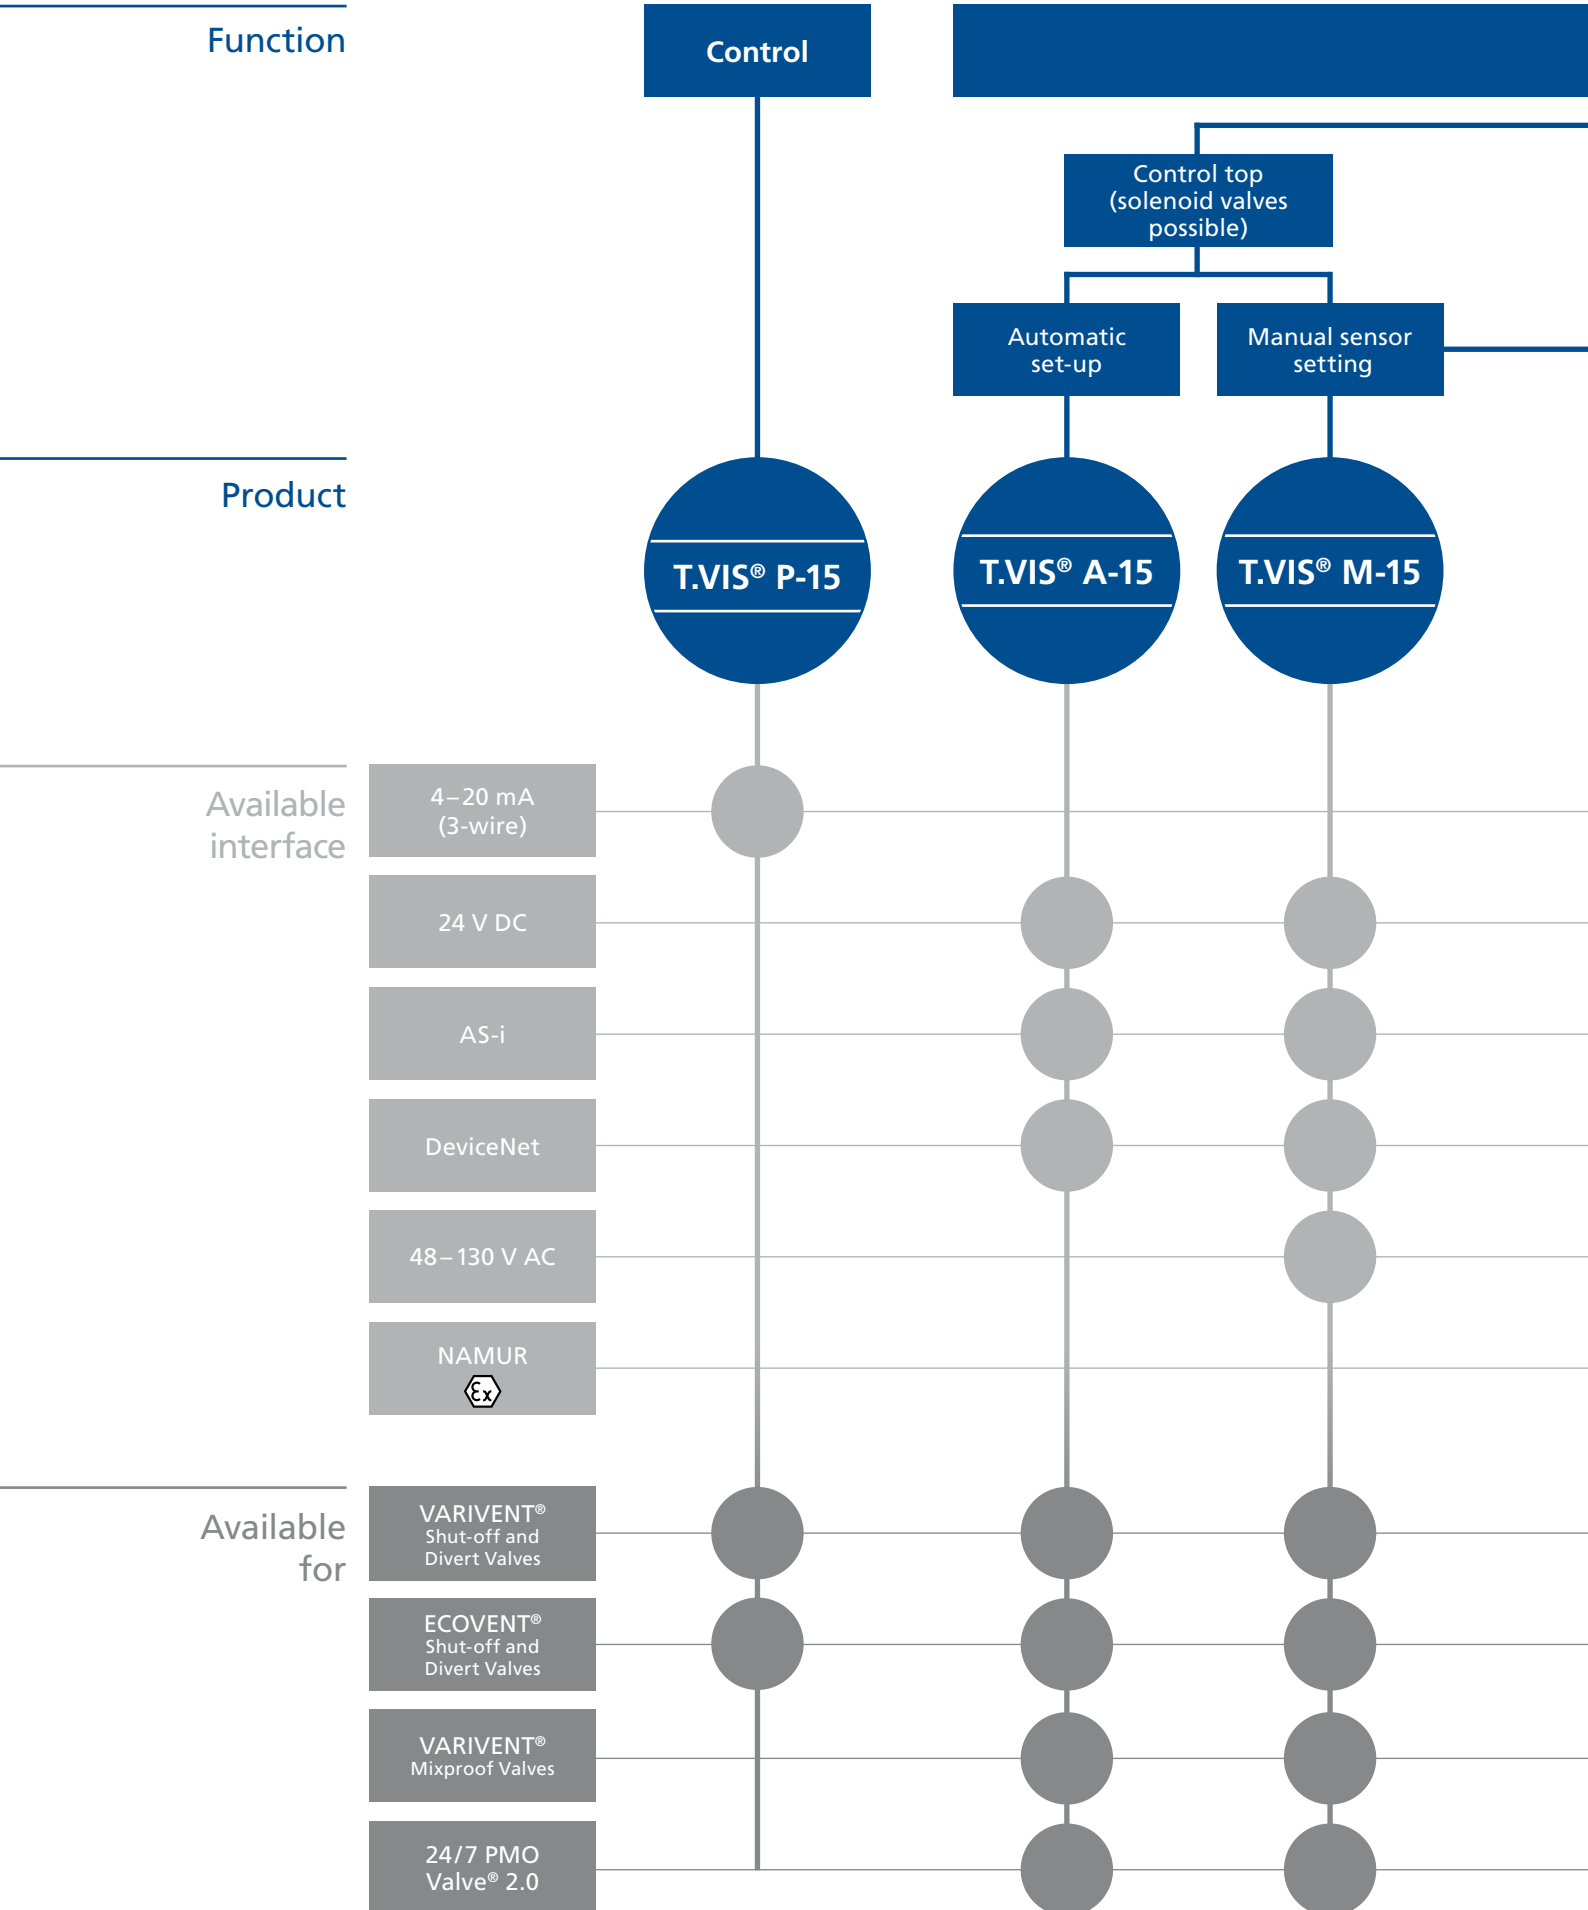 Function
Control
Control top
(solenoid valves
possible)
Automatic
set-up
Manual sensor
setting
Product
T.VIS® P-15
T.VIS® A-15
T.VIS® M-15
Available
interface
4–20 mA
(3-wire)
24 V DC
AS-i
DeviceNet
48–130 V AC
NAMUR
Ex
Available
for
VARIVENT®
Shut-off and
Divert Valves
ECOVENT®
Shut-off and
Divert Valves
VARIVENT®
Mixproof Valves
24/7 PMO
Valve® 2.0